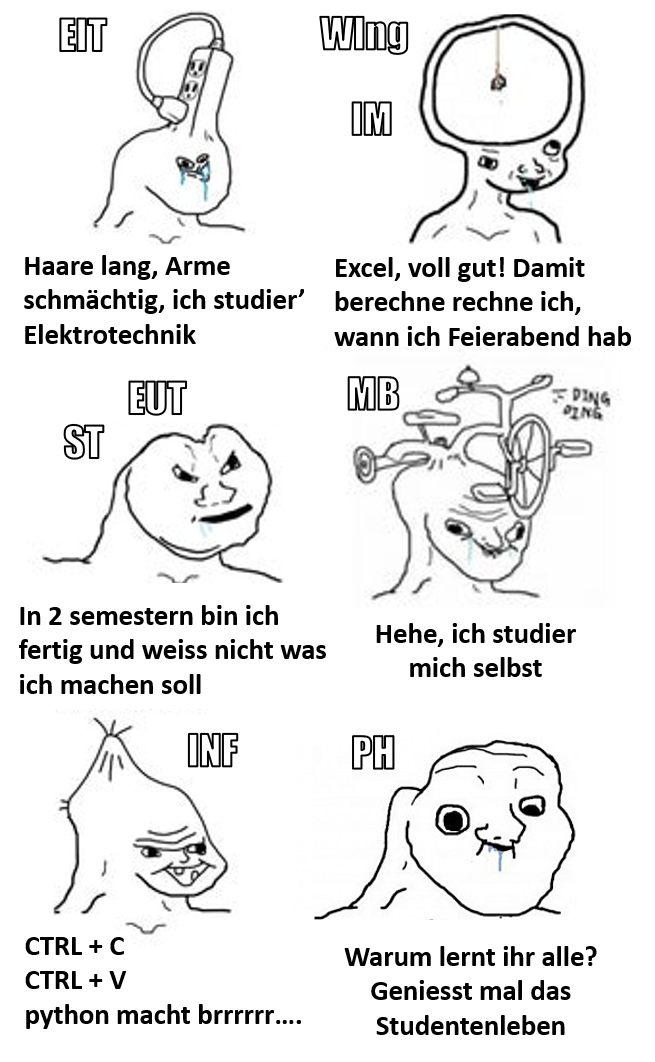 EIT
Haare lang, Arme
schmächtig, ich studier’
Elektrotechnik
WIng
IM
Excel, voll gut! Damit
berechne rechne ich,
wann ich Feierabend hab
EUT
ST
In 2 semestern bin ich
fertig und weiss nicht was
ich machen soll
MB
DING
DING
Hehe, ich studier
mich selbst
INF
CTRL + C
CTRL + V
python macht brrrrrr....
PH
Warum lernt ihr alle?
Geniesst mal das
Studentenleben